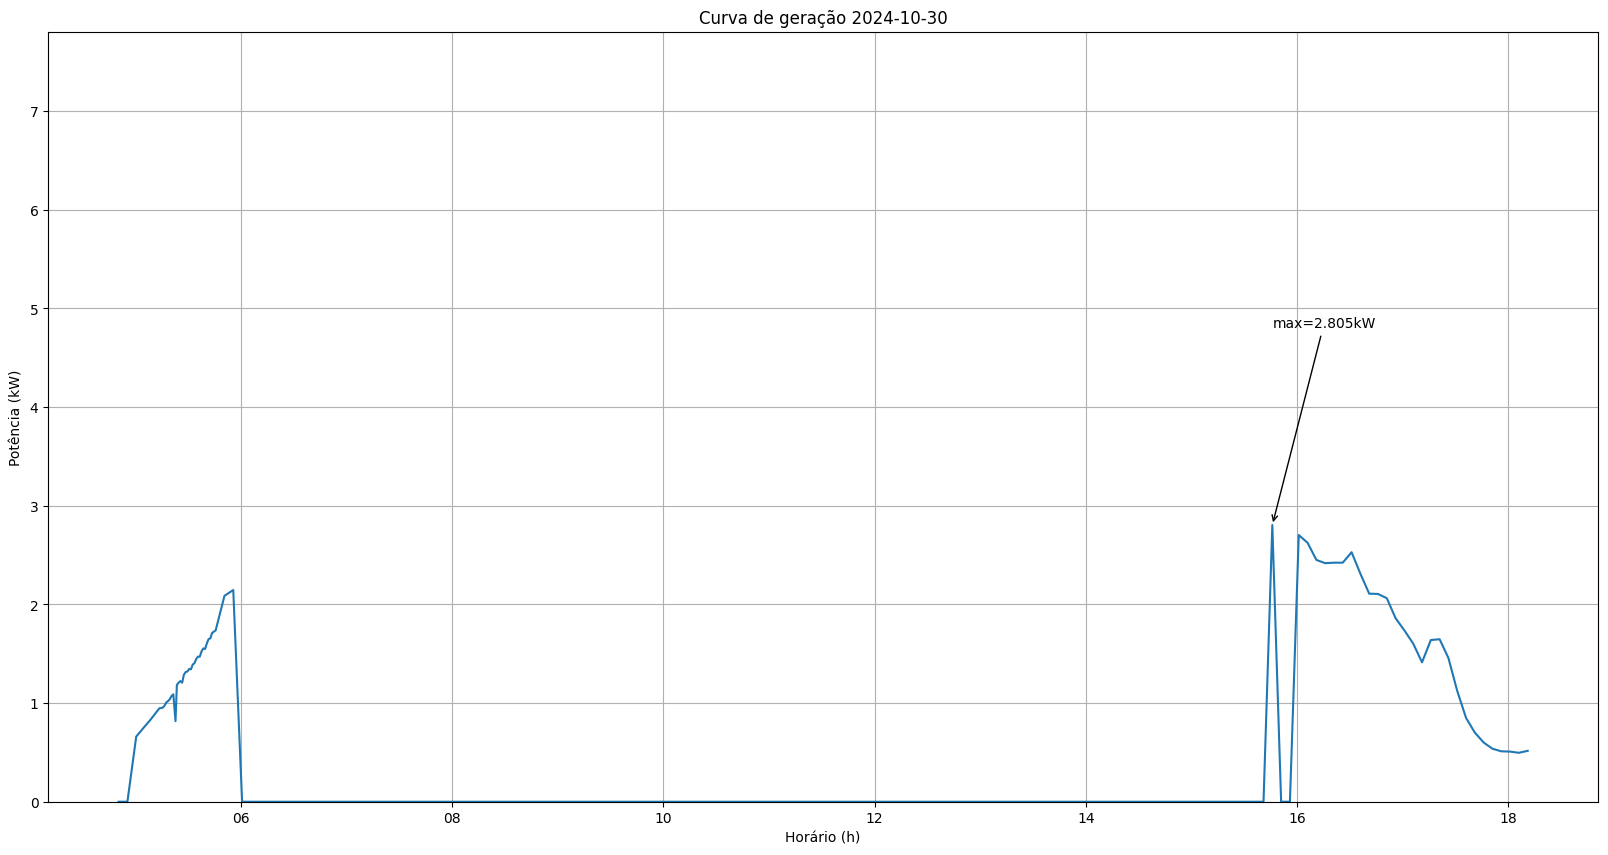 Curva de geração 2024-10-30
7
6
5
max=2.805kW
4
Potência (kW)
3
2
1
0
06 08 10 12 14 16 18
Horário (h)